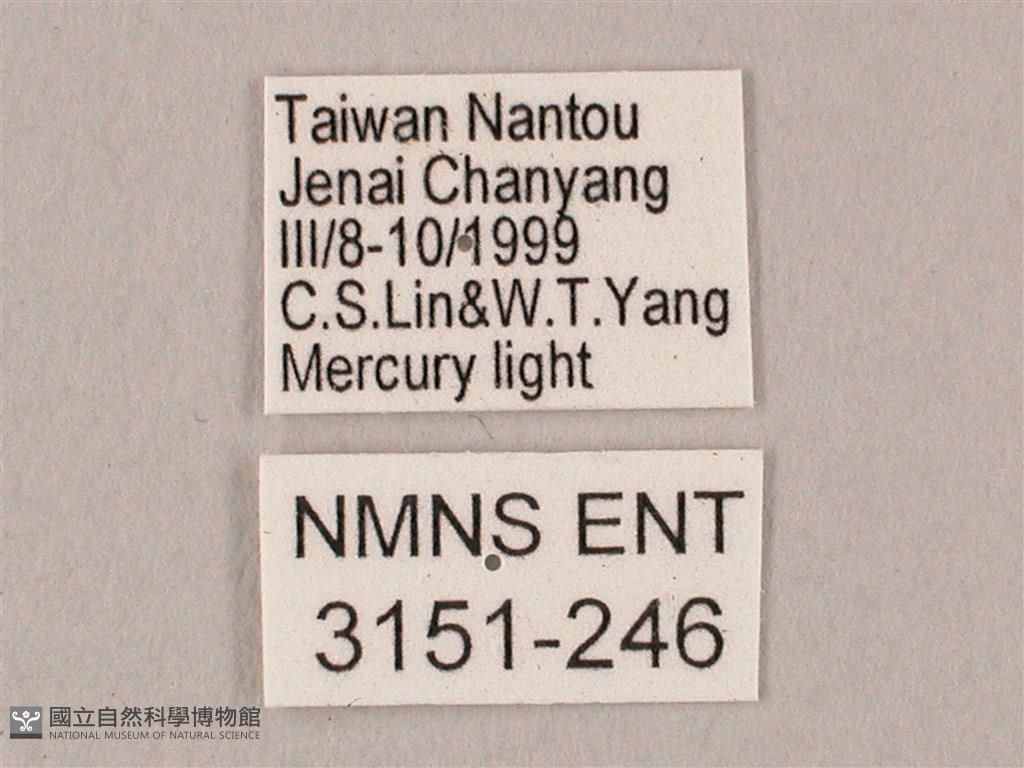 Taiwan Nantou
Jenai Chanyang
III/8-10/1999
C.S.Lin&W.T.Yang
Mercury light
NMNS ENT
3151-246
國立自然科學博物館
NATIONAL MUSEUM OF NATURAL SCIENCE